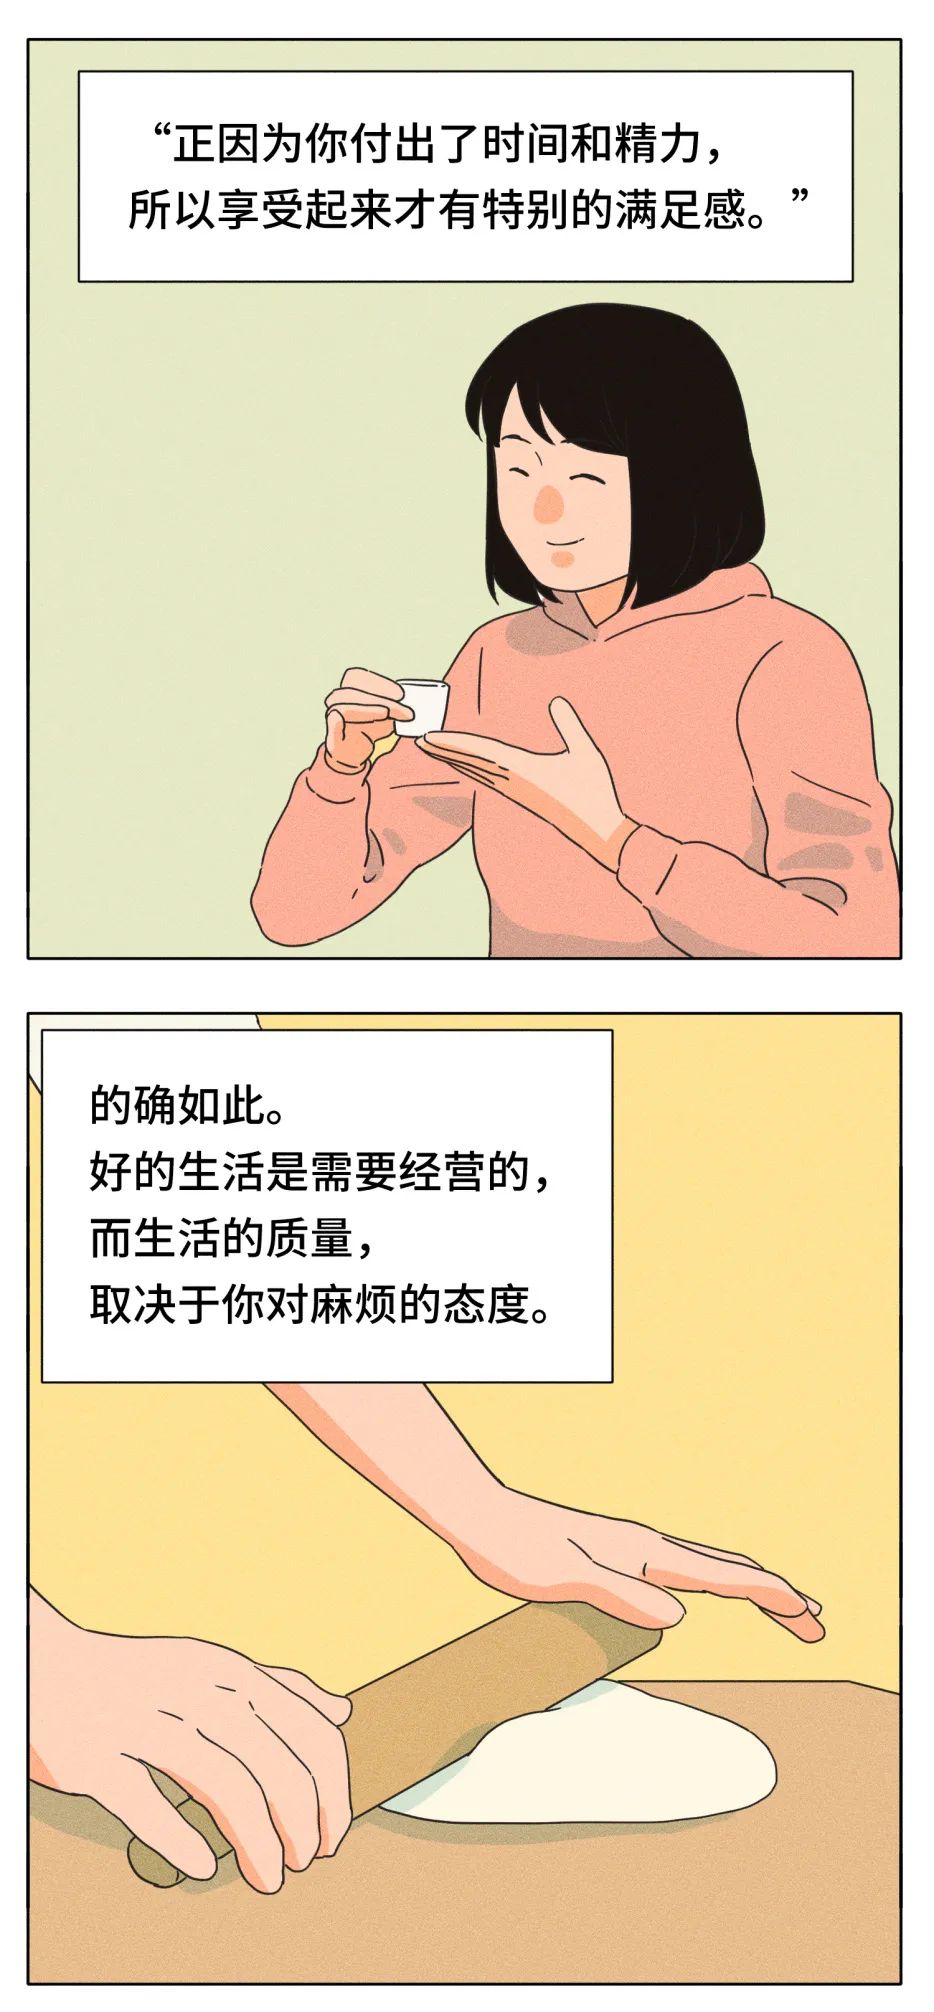 “正因为你付出了时间和精力，
所以享受起来才有特别的满足感。”
的确如此。
好的生活是需要经营的，
而生活的质量，
取决于你对麻烦的态度。